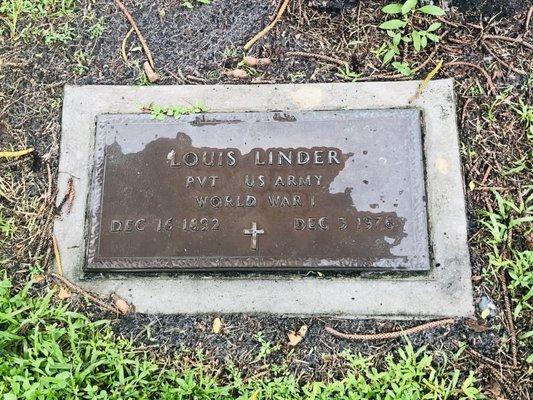 LOUIS LINDER
PVT US ARMY
WORLD WAR I
DEC 16 1892 DEC 3 1976